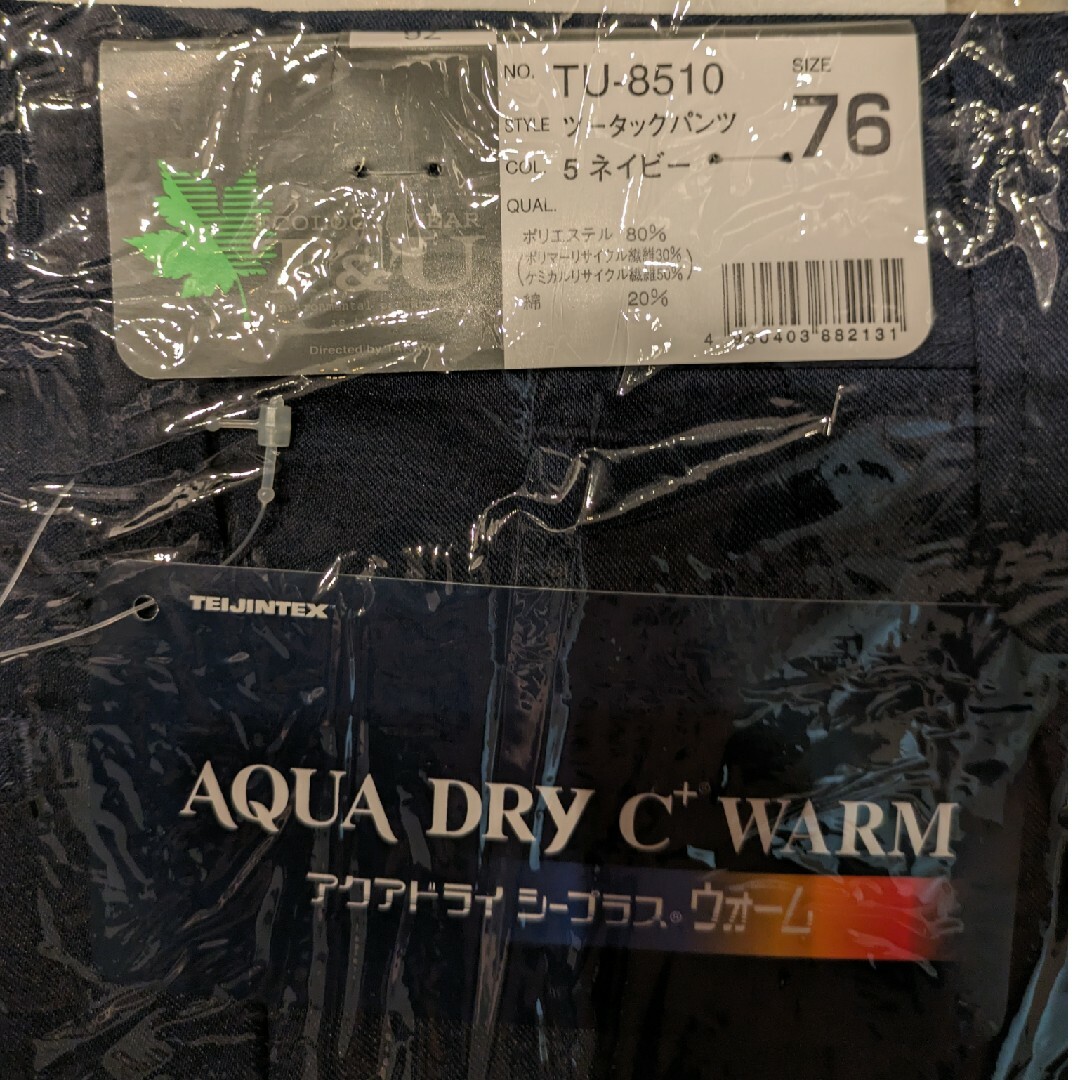 NO. TU-8510
SIZE
76
STYLE ツータックパンツ
COL. 5 ネイビー
QUAL.
ポリエステル 80%
(ポリマーリサイクル繊維30%
ケミカルリサイクル繊維50%)
綿 20%
4 930403 882131
&U
Directed by
TEIJINTEX
AQUA DRY C+® WARM
アクアドライ シープラス® ウォーム